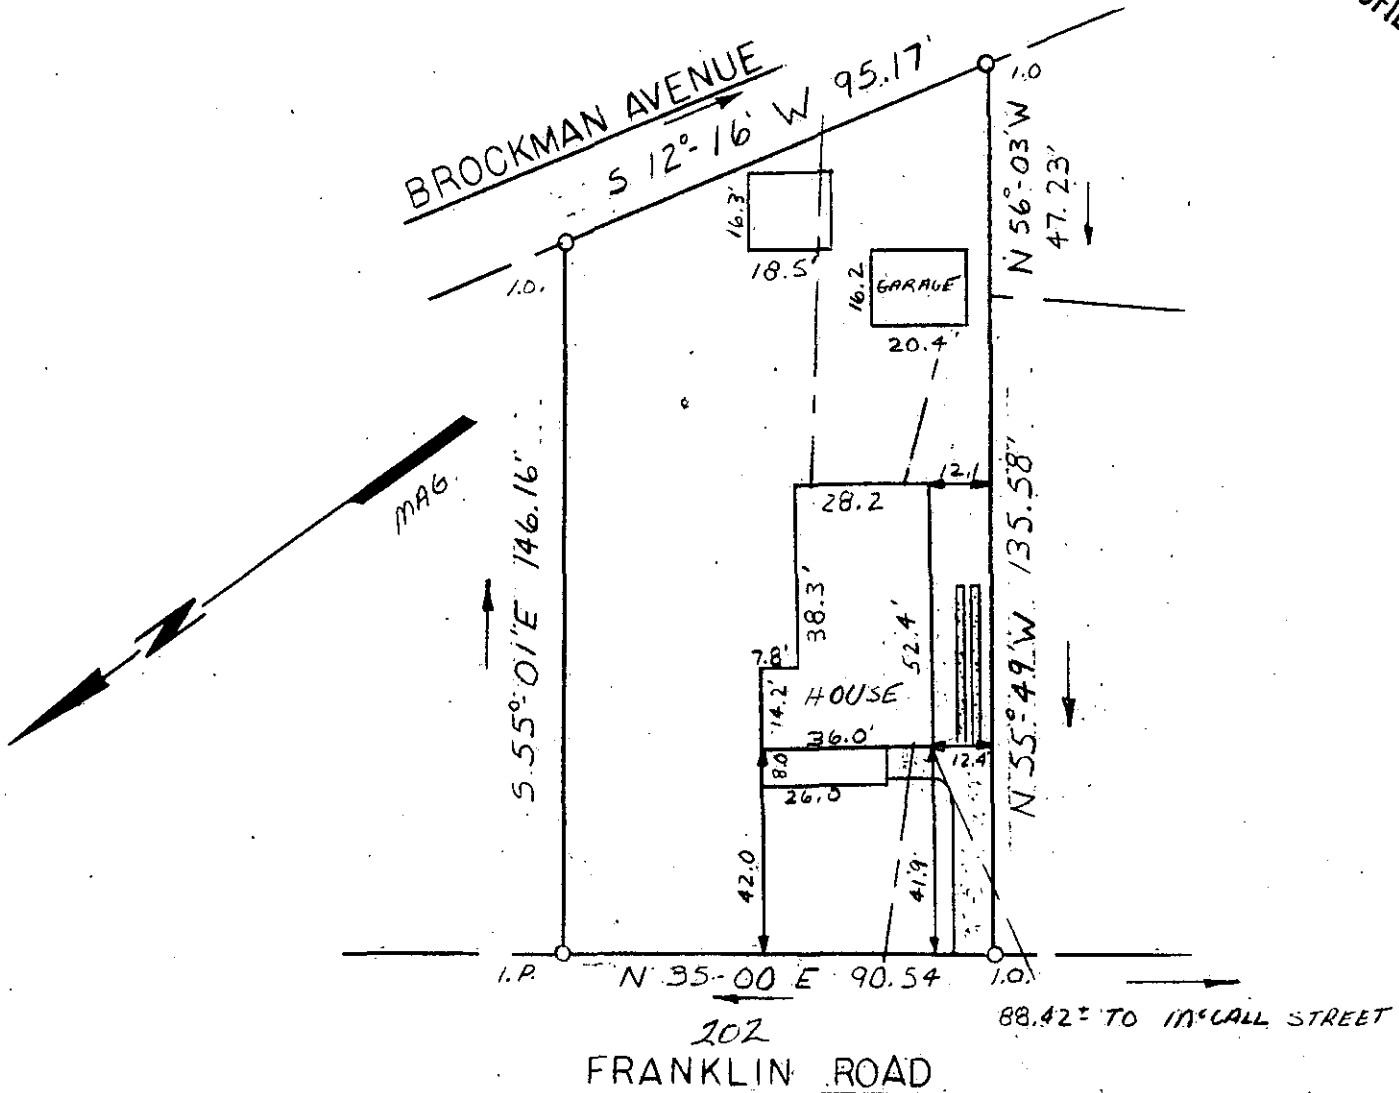 BROCKMAN AVENUE
S 12°-16' W 95.17'
I.O
I.O.
N 56°-03' W
47.23'
16.3'
18.5'
16.2
GARAGE
20.4'
MAG.
N
S.55°-01'E 146.16'
12.1
28.2
38.3'
52.4'
N 55°-49' W 135.58'
7.8'
14.2'
HOUSE
36.0'
8.0
26.0
12.4
42.0
41.9'
I.P.
N 35-00 E 90.54
I.O.
88.42± TO McCALL STREET
202
FRANKLIN ROAD